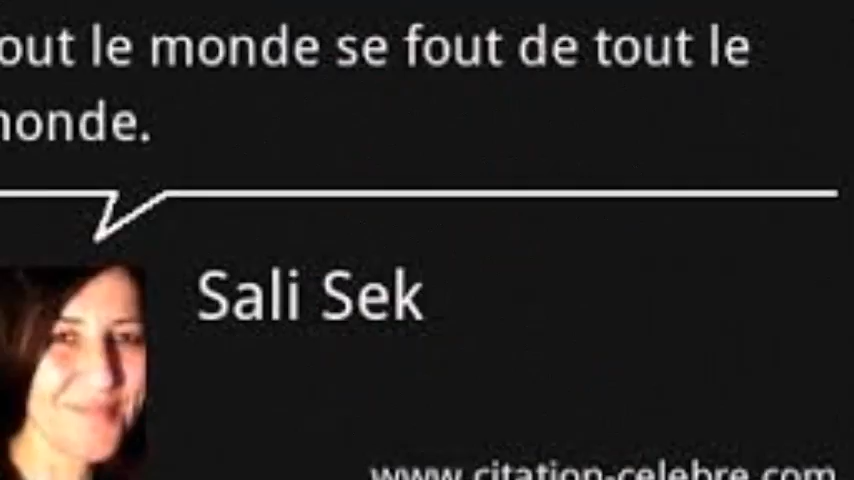 out le monde se fout de tout le
onde.
Sali Sek
www.citation-celebre.com